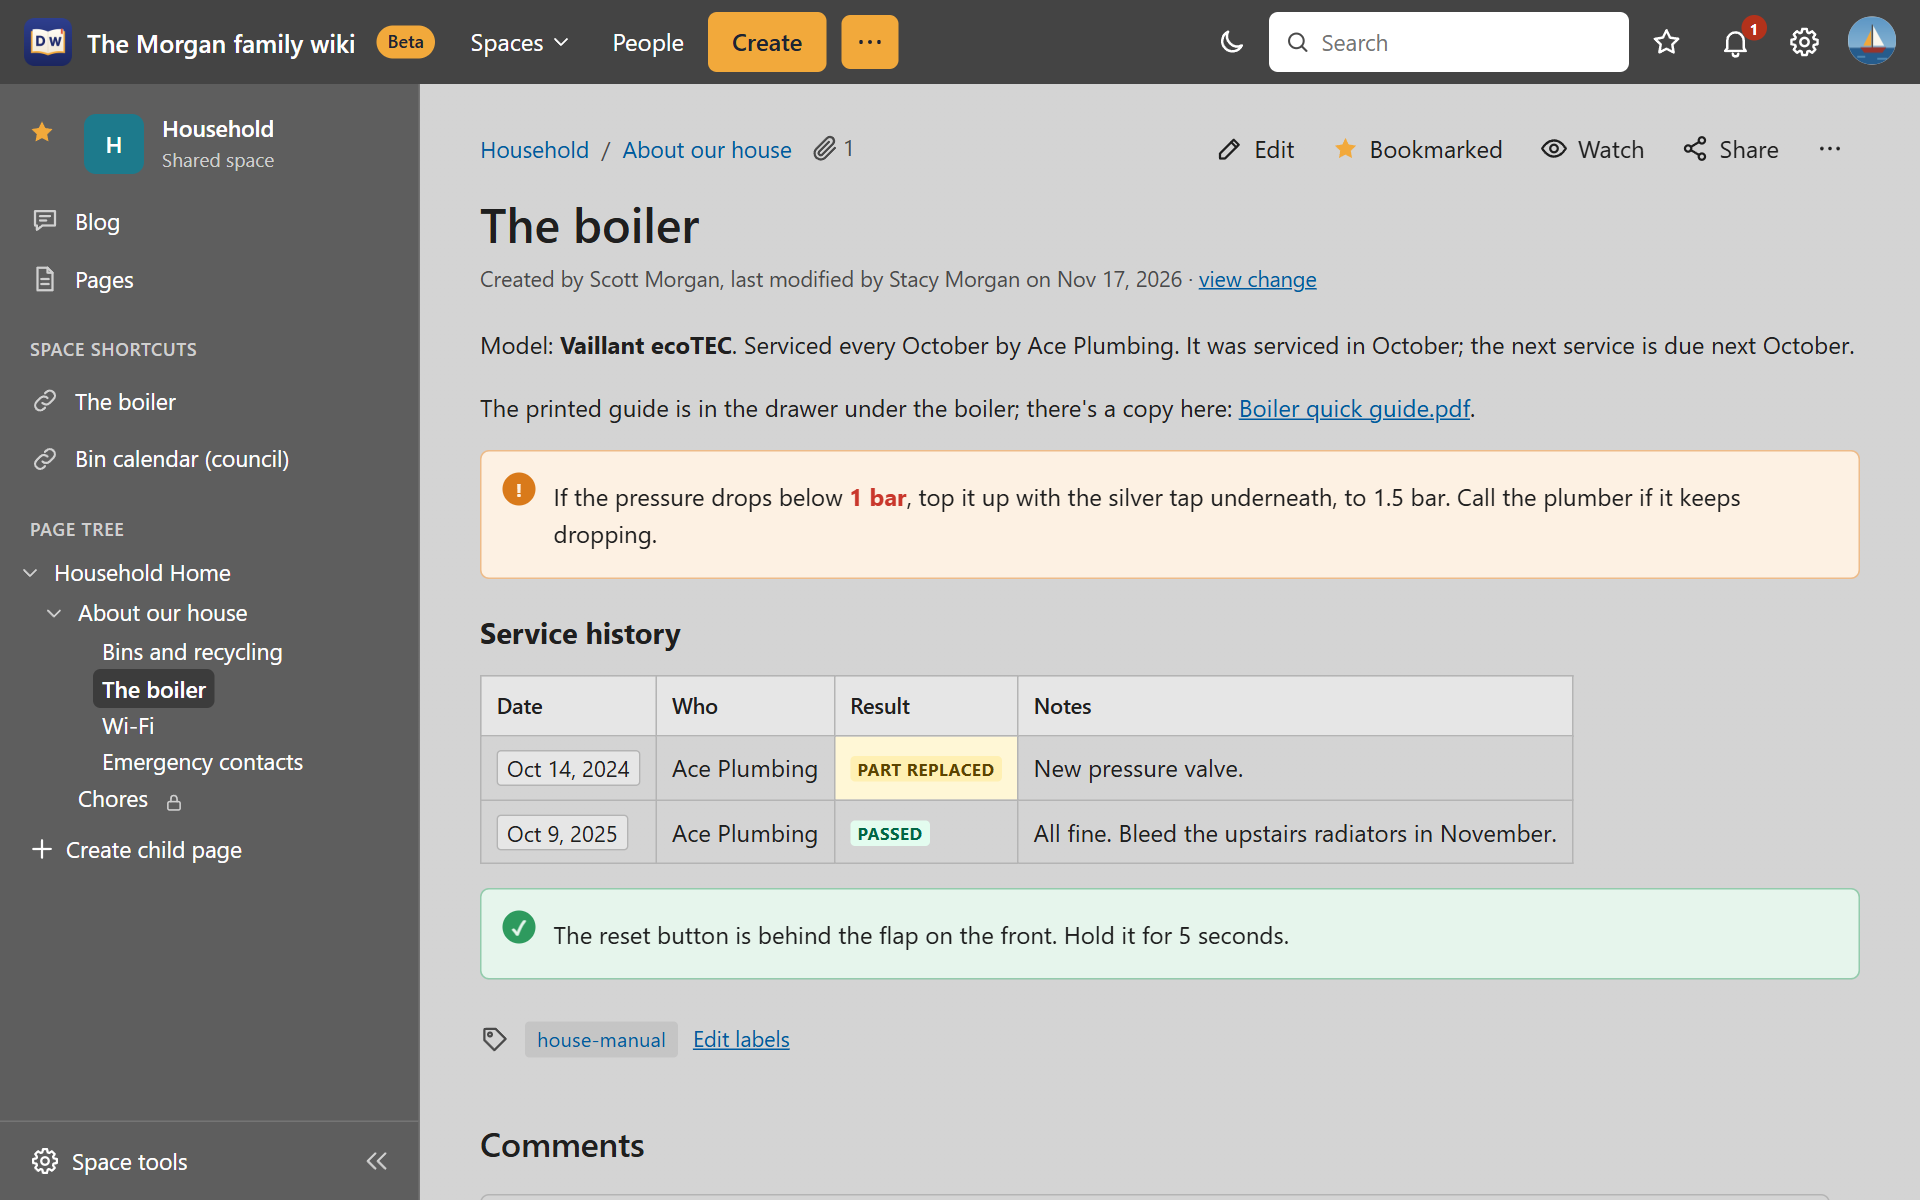 DW The Morgan family wiki Beta Spaces People Create ... Search 1
Household
Shared space
Blog
Pages
SPACE SHORTCUTS
The boiler
Bin calendar (council)
PAGE TREE
Household Home
About our house
Bins and recycling
The boiler
Wi-Fi
Emergency contacts
Chores
Create child page
Space tools
H
Household / About our house 1 Edit Bookmarked Watch Share ...
The boiler
Created by Scott Morgan, last modified by Stacy Morgan on Nov 17, 2026 · view change
Model: Vaillant ecoTEC. Serviced every October by Ace Plumbing. It was serviced in October; the next service is due next October.
The printed guide is in the drawer under the boiler; there's a copy here: Boiler quick guide.pdf.
! If the pressure drops below 1 bar, top it up with the silver tap underneath, to 1.5 bar. Call the plumber if it keeps
dropping.
Service history
Date Who Result Notes
Oct 14, 2024 Ace Plumbing PART REPLACED New pressure valve.
Oct 9, 2025 Ace Plumbing PASSED All fine. Bleed the upstairs radiators in November.
The reset button is behind the flap on the front. Hold it for 5 seconds.
house-manual Edit labels
Comments